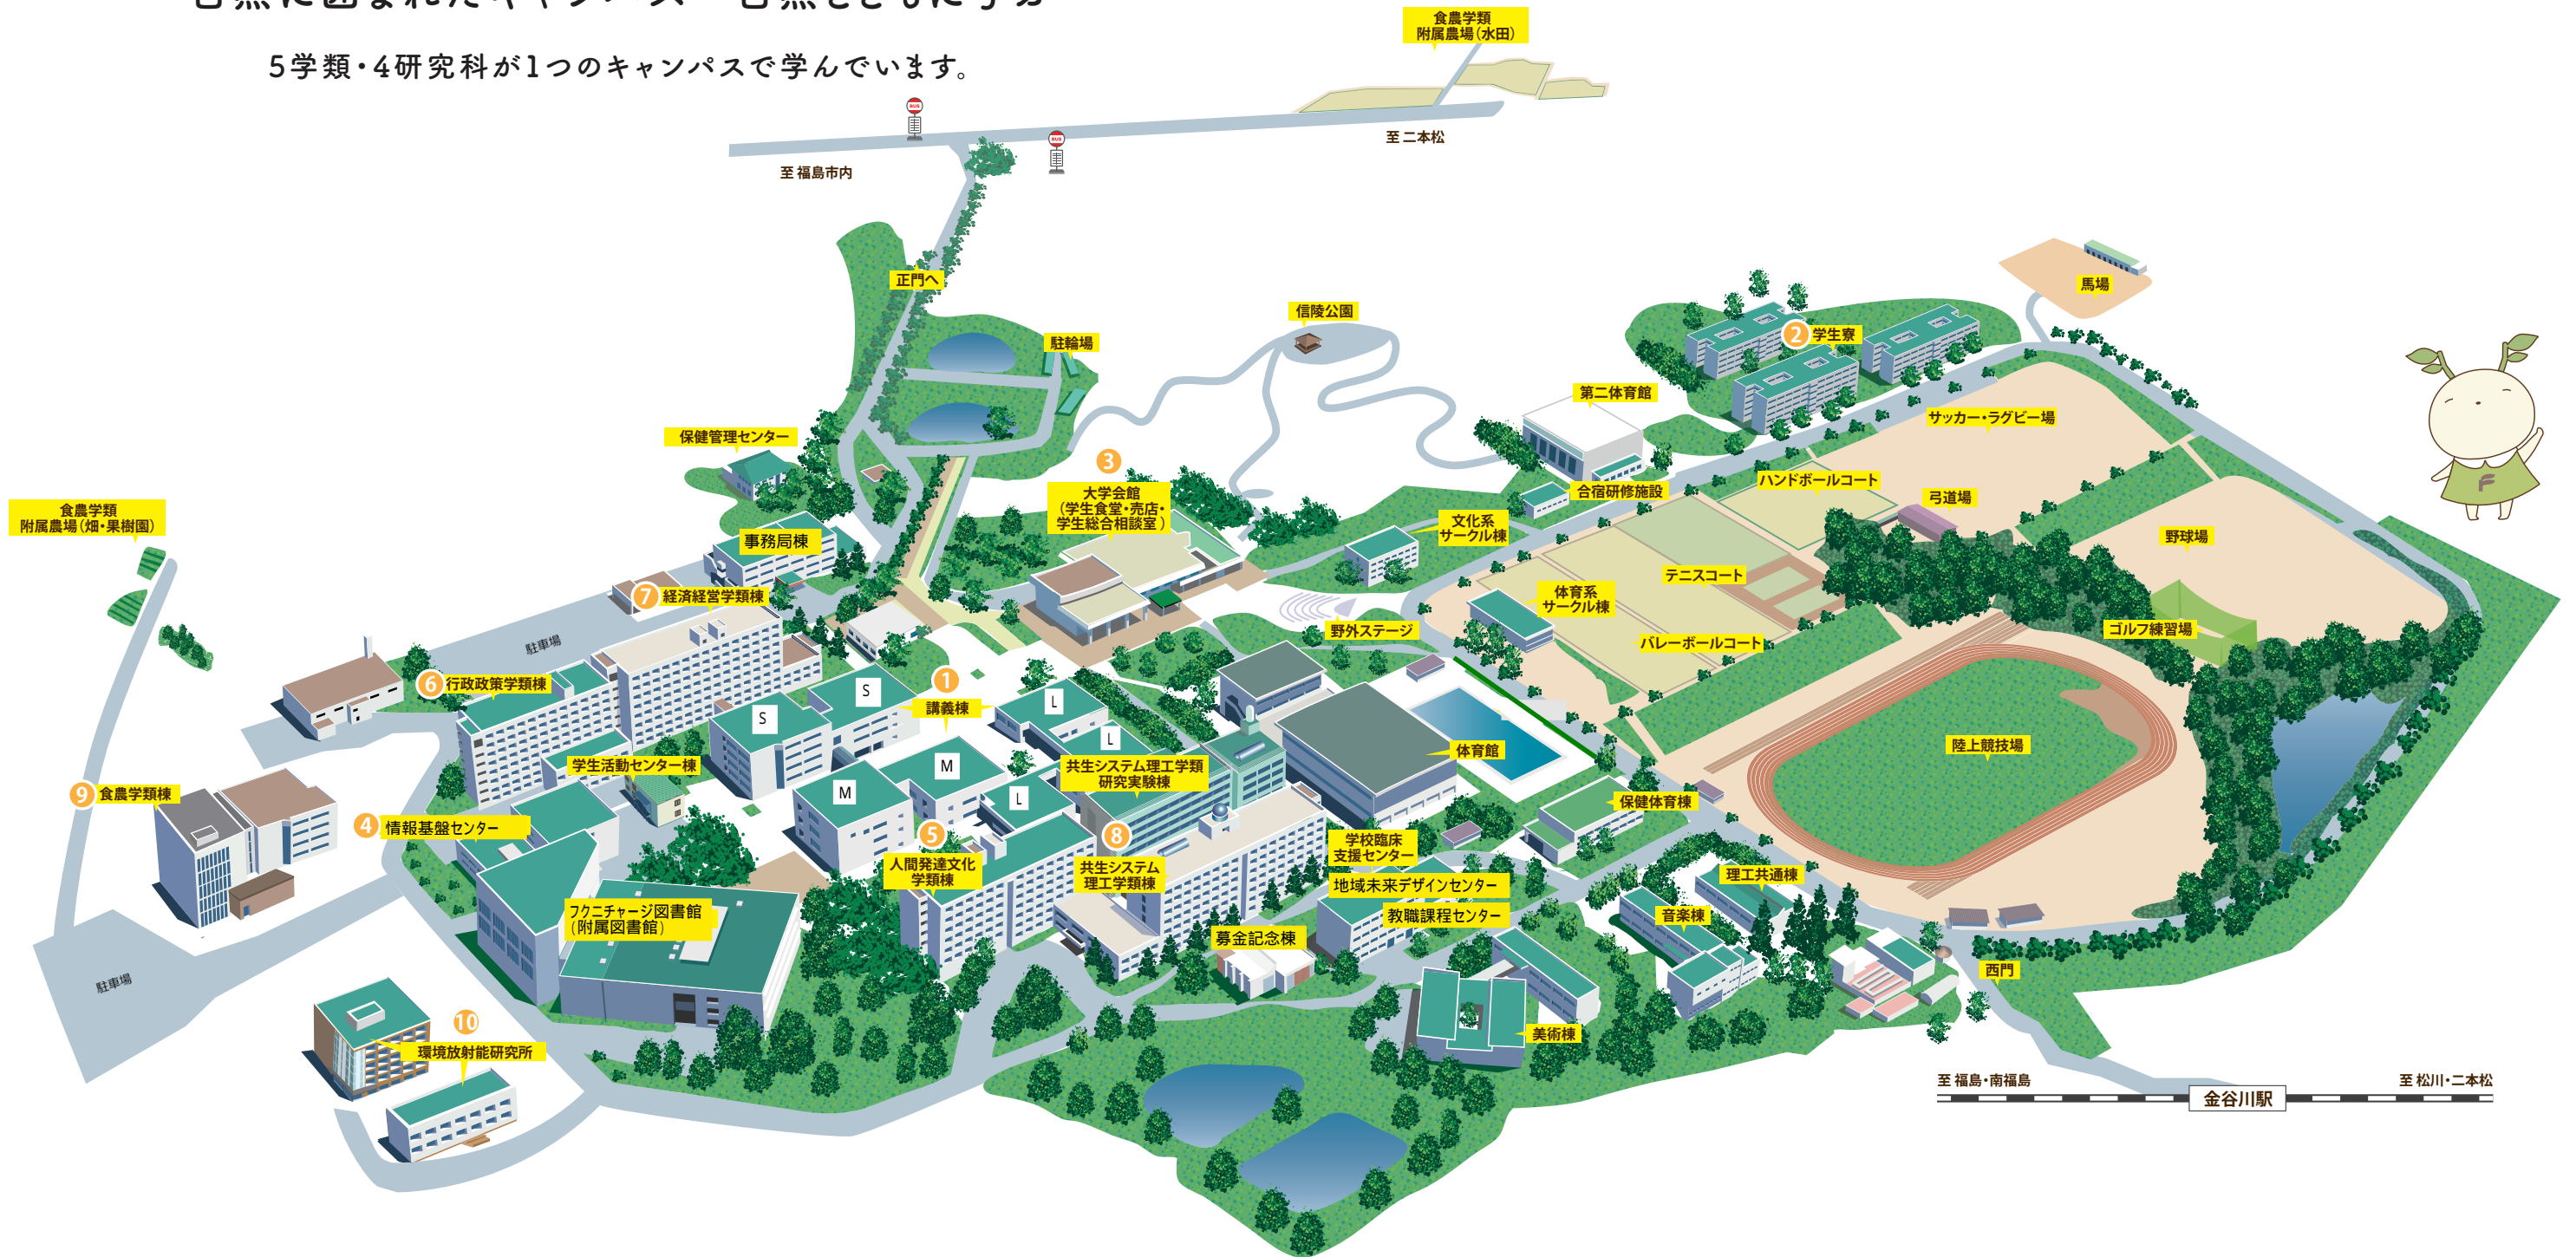 5学類・4研究科が1つのキャンパスで学んでいます。
食農学類
附属農場(水田)
BUS
BUS
至 二本松
至 福島市内
正門へ
馬場
信陵公園
② 学生寮
駐輪場
第二体育館
サッカー・ラグビー場
保健管理センター
③
大学会館
(学生食堂・売店・
学生総合相談室)
ハンドボールコート
合宿研修施設
弓道場
食農学類
附属農場(畑・果樹園)
文化系
サークル棟
野球場
事務局棟
テニスコート
⑦ 経済経営学類棟
体育系
サークル棟
野外ステージ
ゴルフ練習場
バレーボールコート
駐車場
⑥ 行政政策学類棟
①
講義棟
S
S
L
L
L
M
M
体育館
陸上競技場
学生活動センター棟
共生システム理工学類
研究実験棟
⑨ 食農学類棟
保健体育棟
④ 情報基盤センター
⑤
人間発達文化
学類棟
⑧
共生システム
理工学類棟
学校臨床
支援センター
地域未来デザインセンター
教職課程センター
理工共通棟
音楽棟
フクニチャージ図書館
(附属図書館)
募金記念棟
西門
駐車場
美術棟
⑩
環境放射能研究所
至 福島・南福島
金谷川駅
至 松川・二本松
F